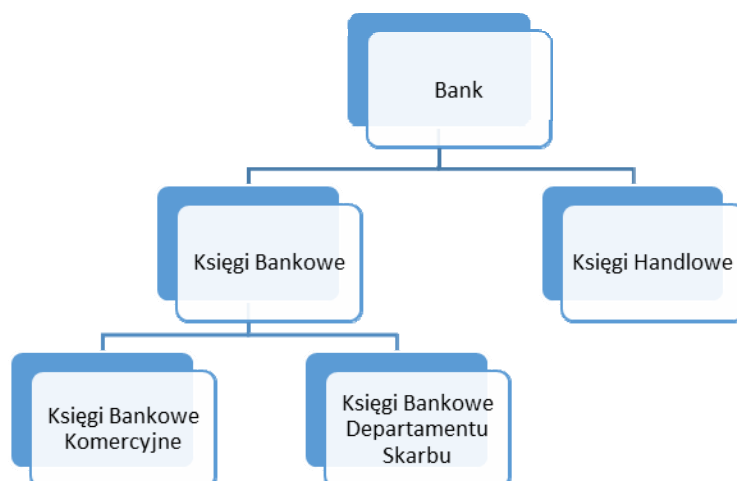 Bank
Księgi Bankowe
Księgi Handlowe
Księgi Bankowe
Komercyjne
Księgi Bankowe
Departamentu
Skarbu